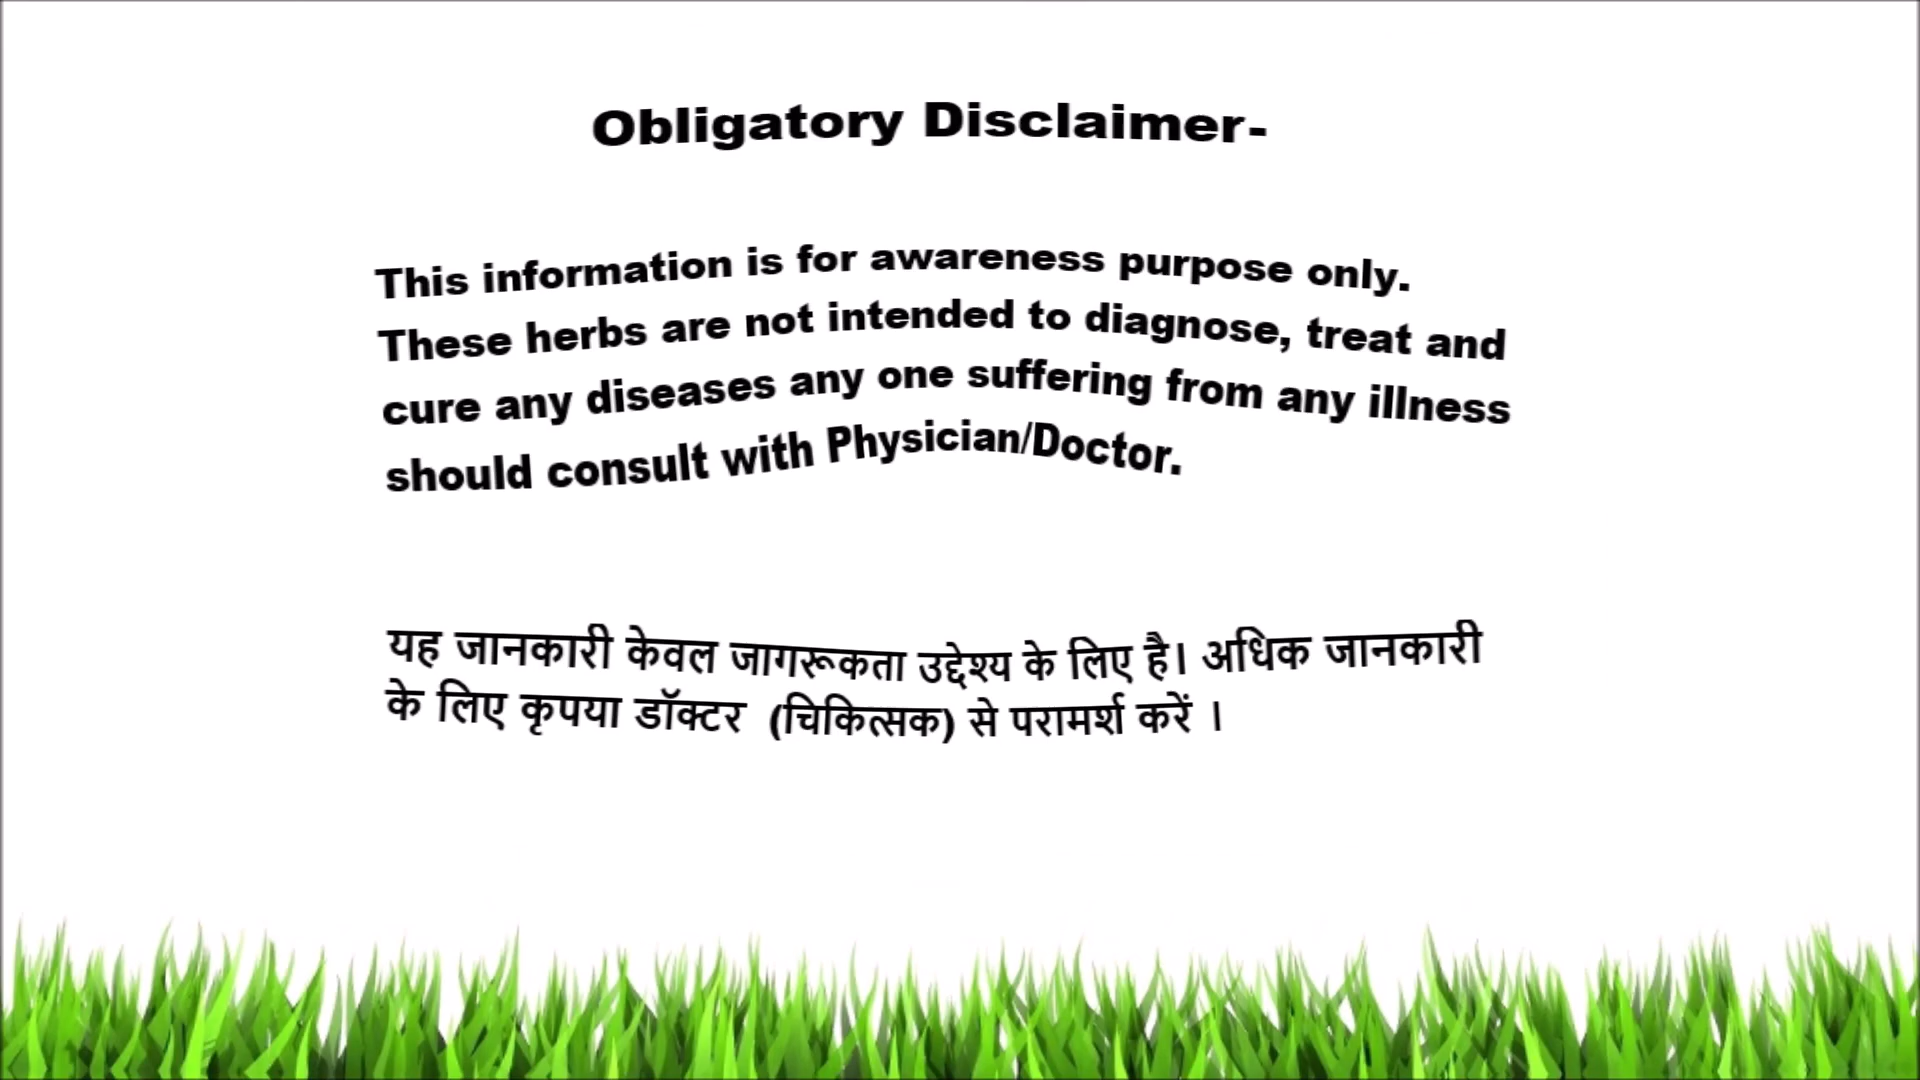 Obligatory Disclaimer-
This information is for awareness purpose only.
These herbs are not intended to diagnose, treat and
cure any diseases any one suffering from any illness
should consult with Physician/Doctor.
यह जानकारी केवल जागरूकता उद्देश्य के लिए है। अधिक जानकारी
के लिए कृपया डॉक्टर (चिकित्सक) से परामर्श करें ।